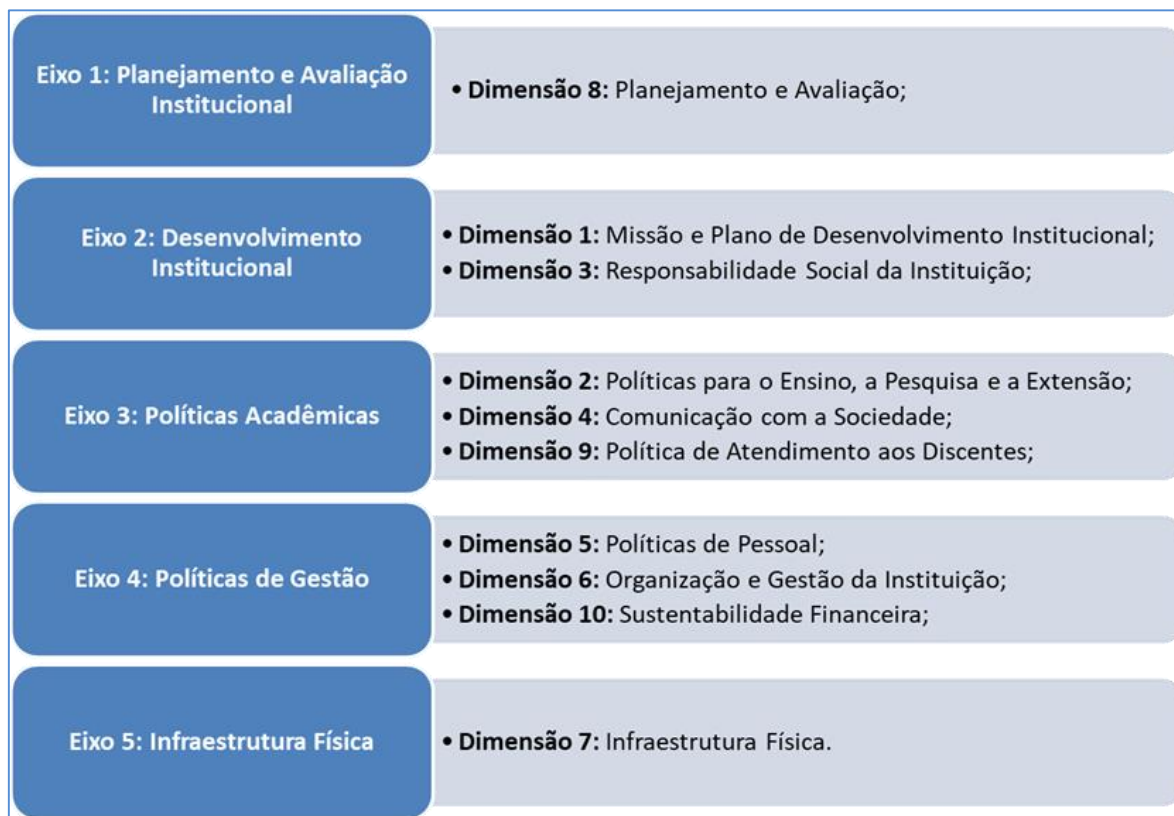 Eixo 1: Planejamento e Avaliação
Institucional
• Dimensão 8: Planejamento e Avaliação;
Eixo 2: Desenvolvimento
Institucional
• Dimensão 1: Missão e Plano de Desenvolvimento Institucional;
• Dimensão 3: Responsabilidade Social da Instituição;
Eixo 3: Políticas Acadêmicas
• Dimensão 2: Políticas para o Ensino, a Pesquisa e a Extensão;
• Dimensão 4: Comunicação com a Sociedade;
• Dimensão 9: Política de Atendimento aos Discentes;
Eixo 4: Políticas de Gestão
• Dimensão 5: Políticas de Pessoal;
• Dimensão 6: Organização e Gestão da Instituição;
• Dimensão 10: Sustentabilidade Financeira;
Eixo 5: Infraestrutura Física
• Dimensão 7: Infraestrutura Física.